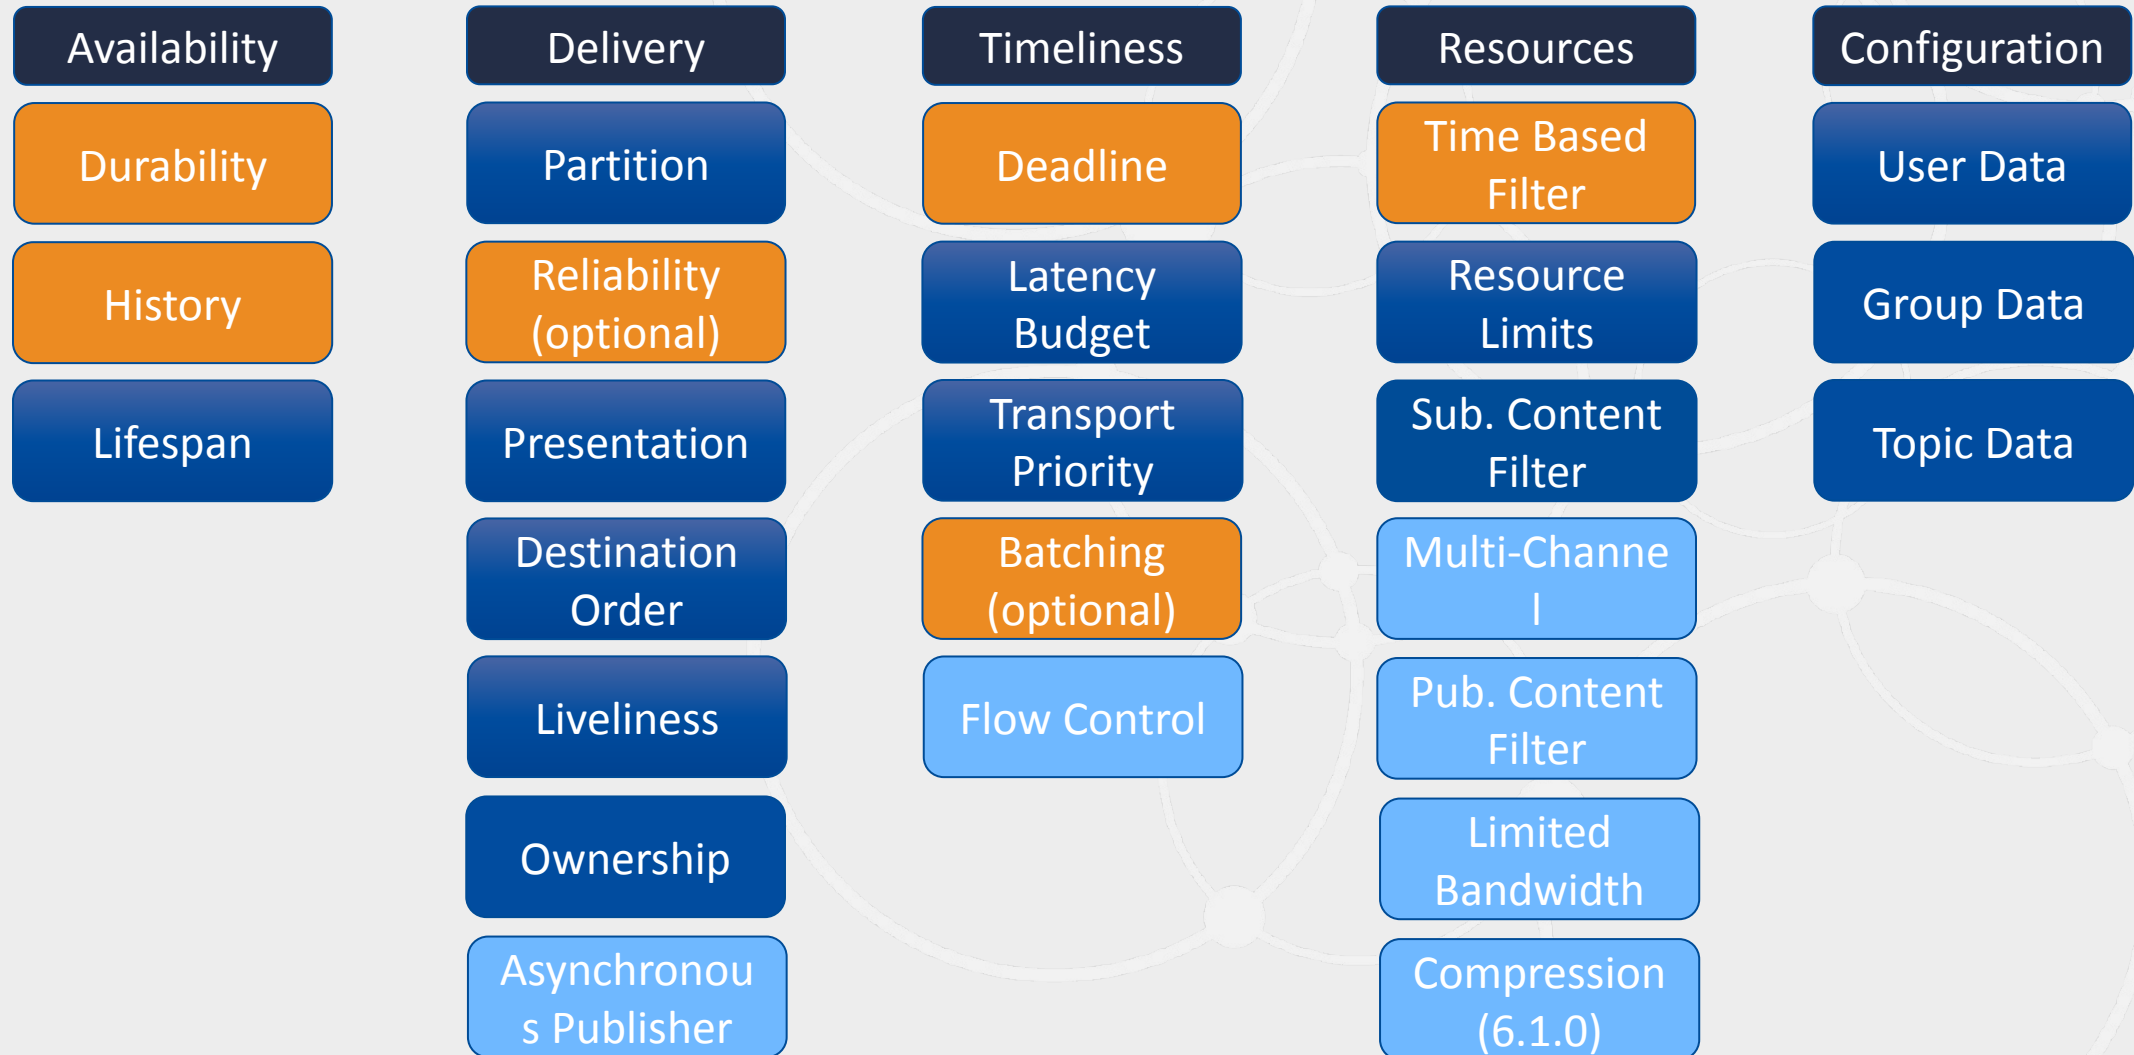 Availability
Durability
History
Lifespan
Delivery
Partition
Reliability
(optional)
Presentation
Destination
Order
Liveliness
Ownership
Asynchronou
s Publisher
Timeliness
Deadline
Latency
Budget
Transport
Priority
Batching
(optional)
Flow Control
Resources
Time Based
Filter
Resource
Limits
Sub. Content
Filter
Multi-Channe
l
Pub. Content
Filter
Limited
Bandwidth
Compression
(6.1.0)
Configuration
User Data
Group Data
Topic Data